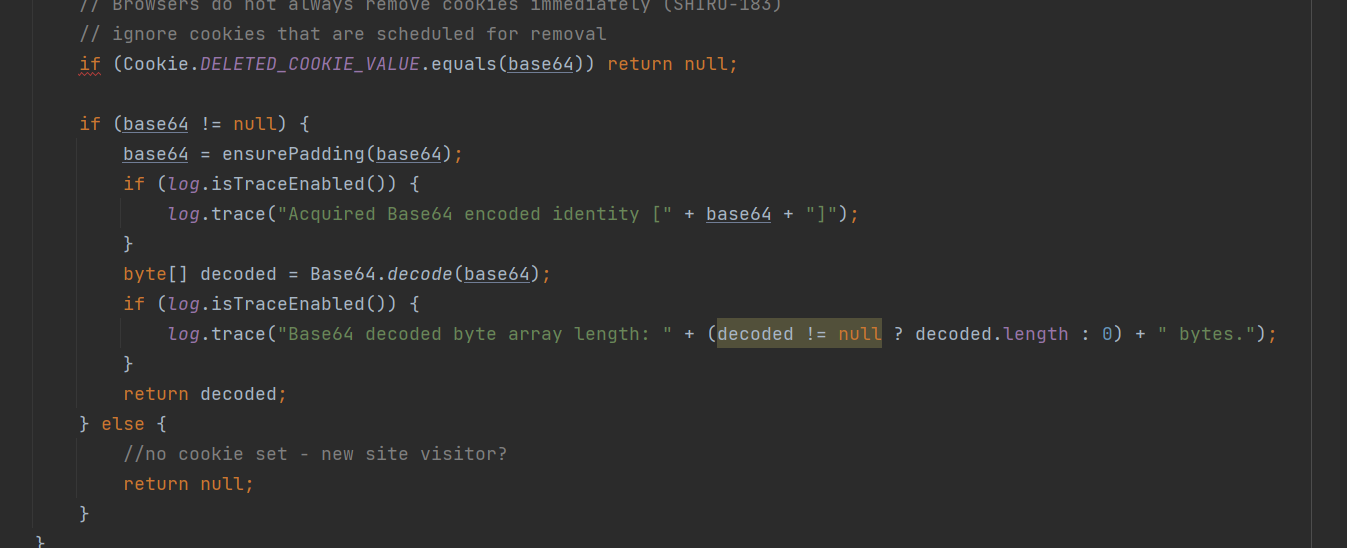 // Browsers do not always remove cookies immediately (SHIRO-183)
// ignore cookies that are scheduled for removal
if (Cookie.DELETED_COOKIE_VALUE.equals(base64)) return null;
if (base64 != null) {
base64 = ensurePadding(base64);
if (log.isTraceEnabled()) {
log.trace("Acquired Base64 encoded identity [" + base64 + "]");
}
byte[] decoded = Base64.decode(base64);
if (log.isTraceEnabled()) {
log.trace("Base64 decoded byte array length: " + (decoded != null ? decoded.length : 0) + " bytes.");
}
return decoded;
} else {
//no cookie set - new site visitor?
return null;
}
}